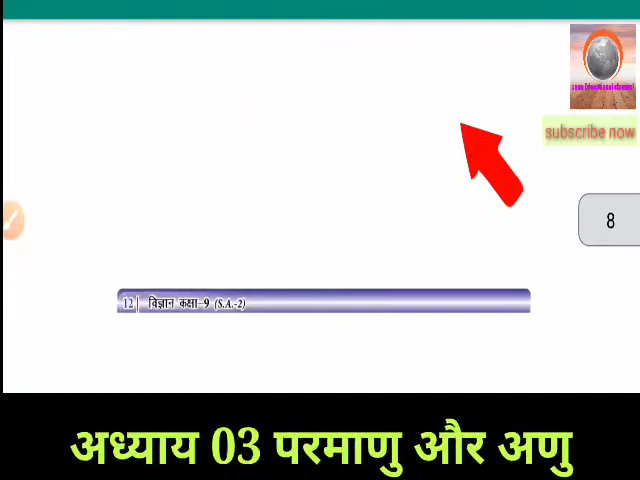 subscribe now
8
12| विज्ञान कक्षा–9 (S.A.-2)
अध्याय 03 परमाणु और अणु